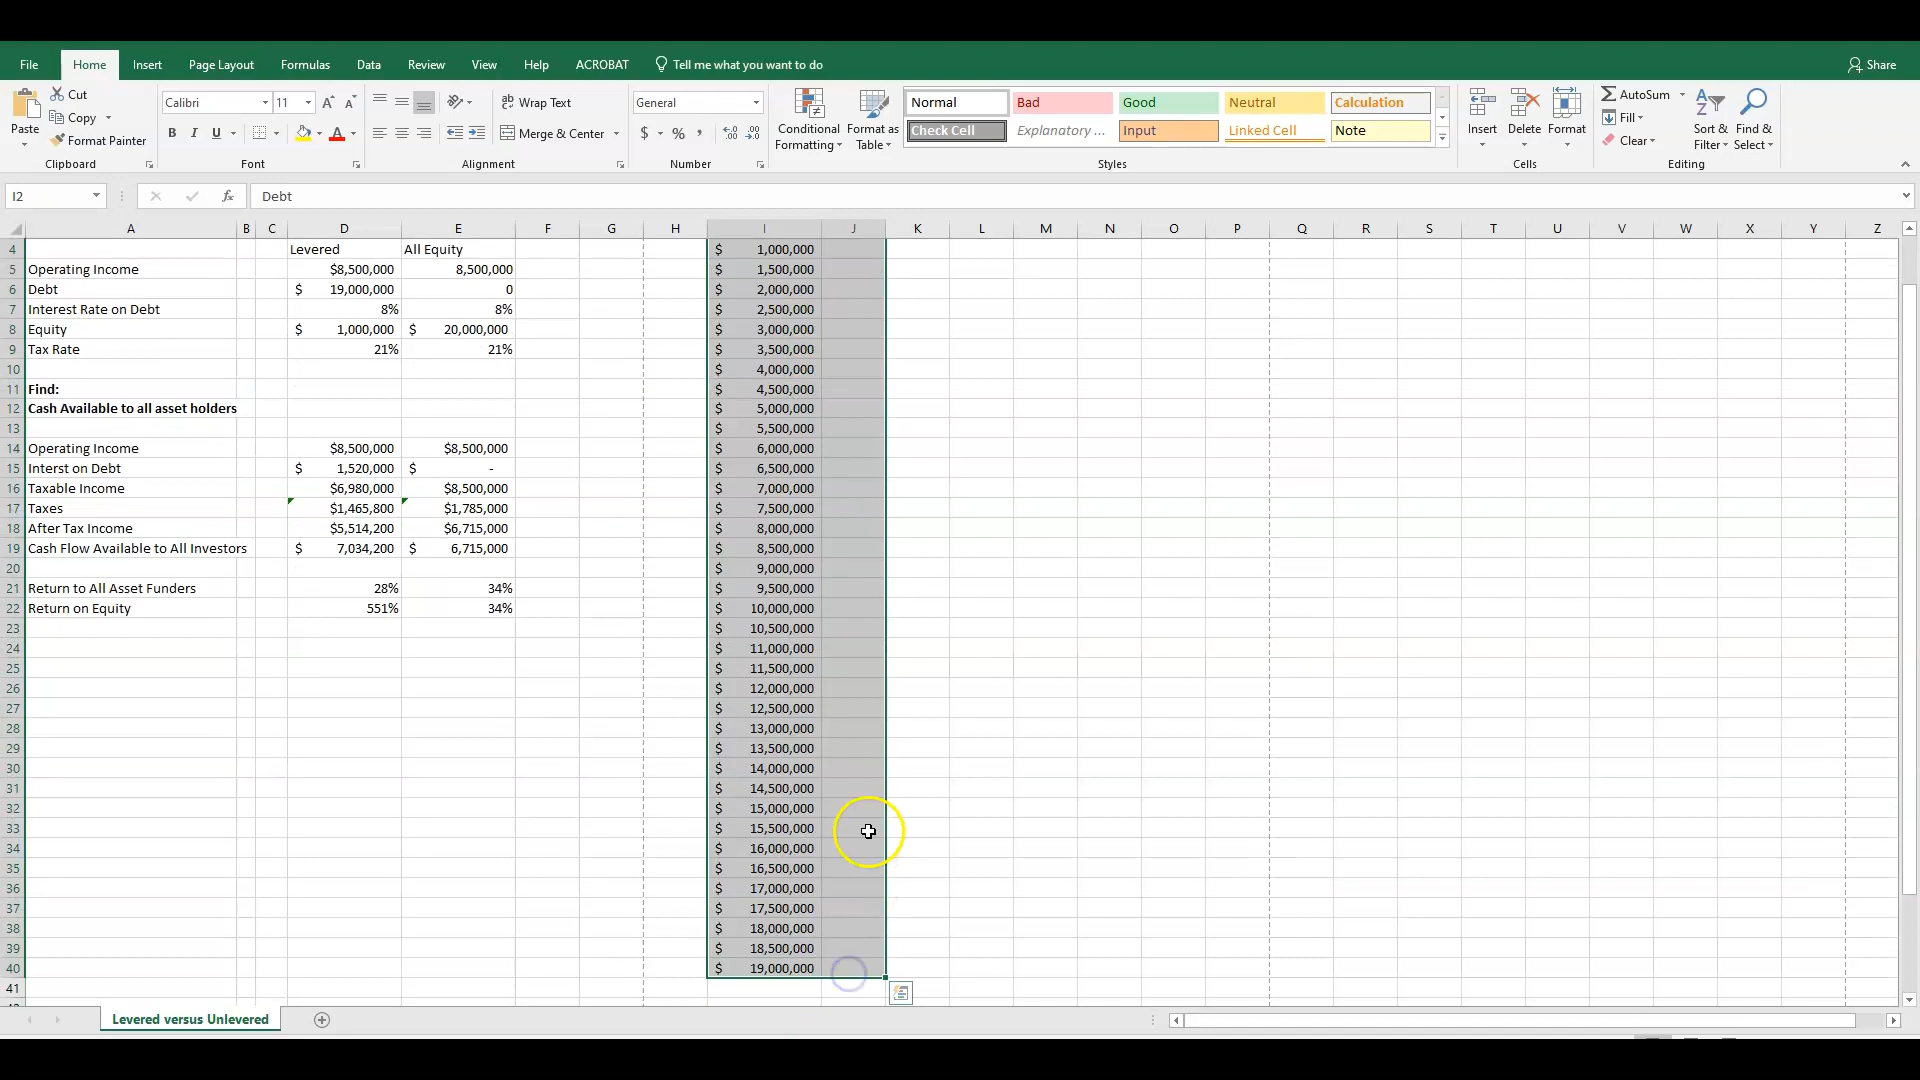 File Home Insert Page Layout Formulas Data Review View Help ACROBAT Tell me what you want to do Share
Paste Cut Copy Format Painter Clipboard
Calibri 11 A A B I U A Font
Wrap Text Merge & Center Alignment
General $ % , Number
Conditional Formatting Format as Table
Normal Bad Good Neutral Calculation
Check Cell Explanatory ... Input Linked Cell Note
Styles
Insert Delete Format Cells
AutoSum Fill Clear Sort & Filter Find & Select Editing
I2 fx Debt
A B C D E F G H I J K L M N O P Q R S T U V W X Y Z
4 Levered All Equity $ 1,000,000
5 Operating Income $8,500,000 8,500,000 $ 1,500,000
6 Debt $ 19,000,000 0 $ 2,000,000
7 Interest Rate on Debt 8% 8% $ 2,500,000
8 Equity $ 1,000,000 $ 20,000,000 $ 3,000,000
9 Tax Rate 21% 21% $ 3,500,000
10 $ 4,000,000
11 Find: $ 4,500,000
12 Cash Available to all asset holders $ 5,000,000
13 $ 5,500,000
14 Operating Income $8,500,000 $8,500,000 $ 6,000,000
15 Interst on Debt $ 1,520,000 $ - $ 6,500,000
16 Taxable Income $6,980,000 $8,500,000 $ 7,000,000
17 Taxes $1,465,800 $1,785,000 $ 7,500,000
18 After Tax Income $5,514,200 $6,715,000 $ 8,000,000
19 Cash Flow Available to All Investors $ 7,034,200 $ 6,715,000 $ 8,500,000
20 $ 9,000,000
21 Return to All Asset Funders 28% 34% $ 9,500,000
22 Return on Equity 551% 34% $ 10,000,000
23 $ 10,500,000
24 $ 11,000,000
25 $ 11,500,000
26 $ 12,000,000
27 $ 12,500,000
28 $ 13,000,000
29 $ 13,500,000
30 $ 14,000,000
31 $ 14,500,000
32 $ 15,000,000
33 $ 15,500,000
34 $ 16,000,000
35 $ 16,500,000
36 $ 17,000,000
37 $ 17,500,000
38 $ 18,000,000
39 $ 18,500,000
40 $ 19,000,000
41
Levered versus Unlevered